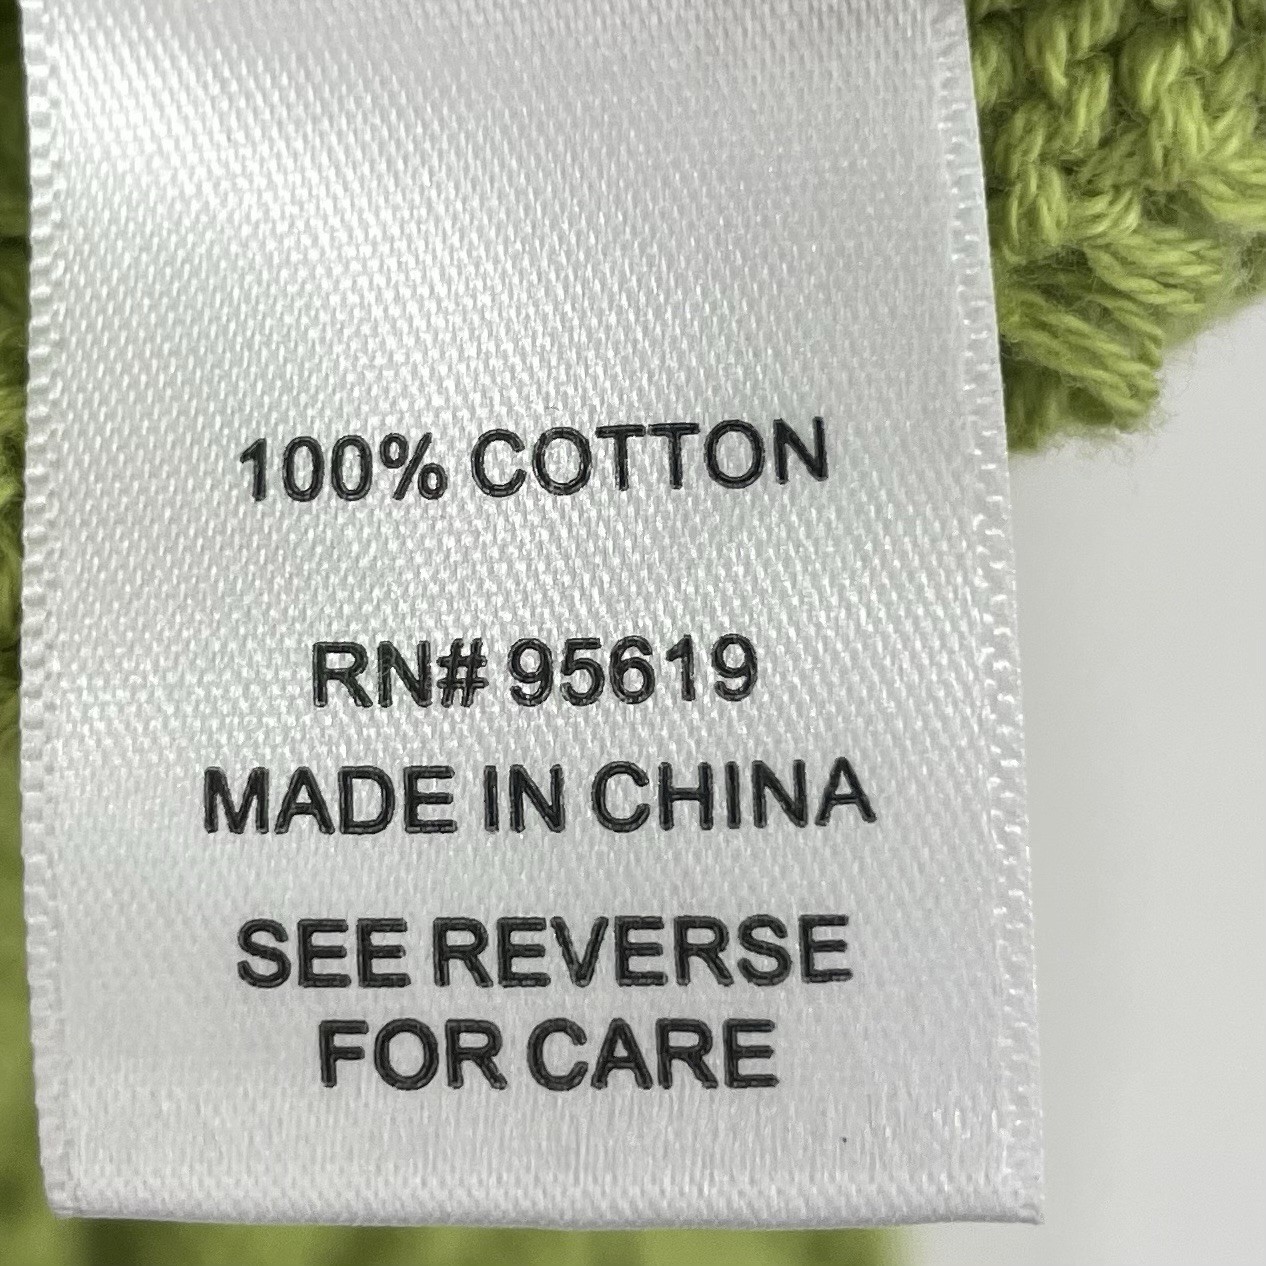 100% COTTON
RN# 95619
MADE IN CHINA
SEE REVERSE
FOR CARE